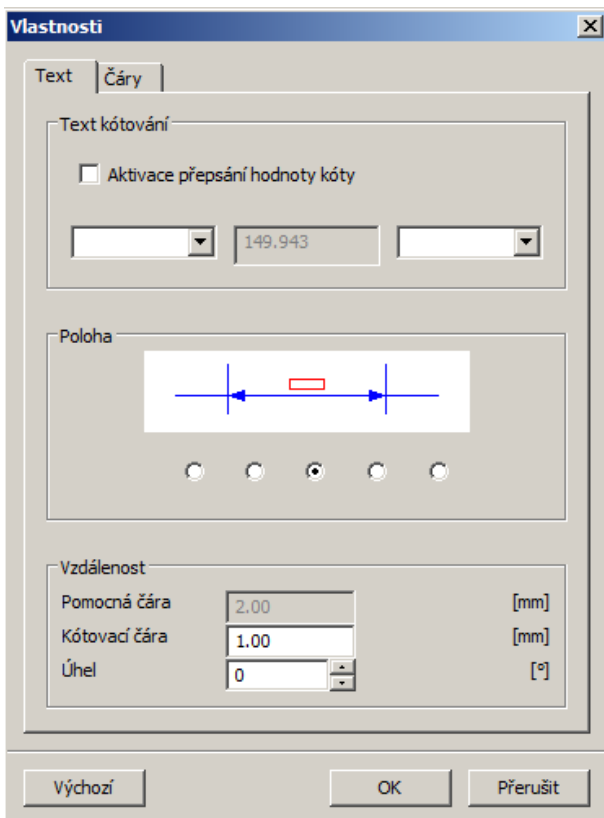 Vlastnosti
Text Čáry
Text kótování
Aktivace přepsání hodnoty kóty
149.943
Poloha
Vzdálenost
Pomocná čára 2.00 [mm]
Kótovací čára 1.00 [mm]
Úhel 0 [°]
Výchozí OK Přerušit